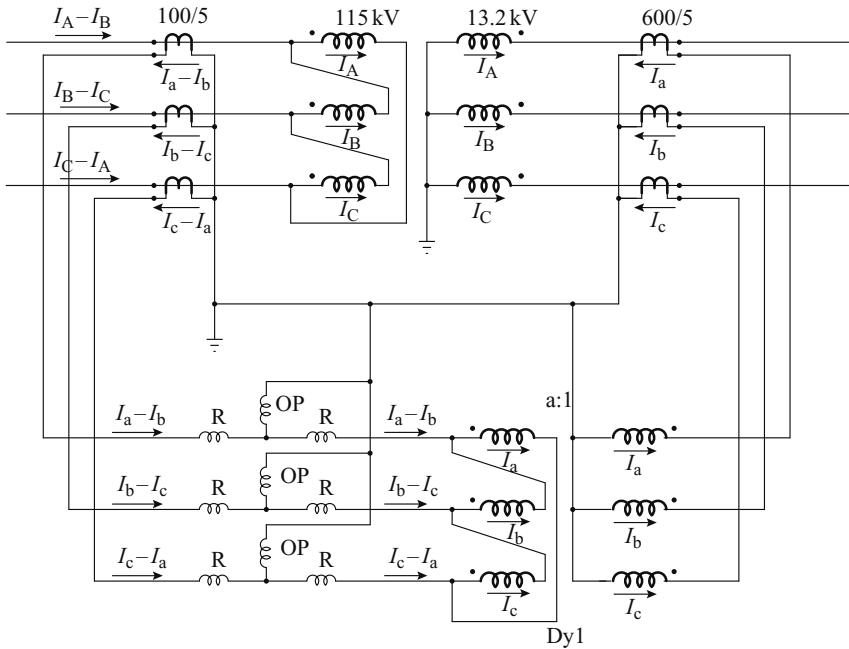 I_A−I_B 100/5 115 kV 13.2 kV 600/5
I_A I_A
I_a−I_b I_a
I_B−I_C
I_B I_B
I_b−I_c I_b
I_C−I_A
I_C I_C
I_c−I_a I_c
a:1
I_a−I_b R OP R I_a−I_b
I_a I_a
I_b−I_c R OP R I_b−I_c
I_b I_b
I_c−I_a R OP R I_c−I_a
I_c I_c
Dy1